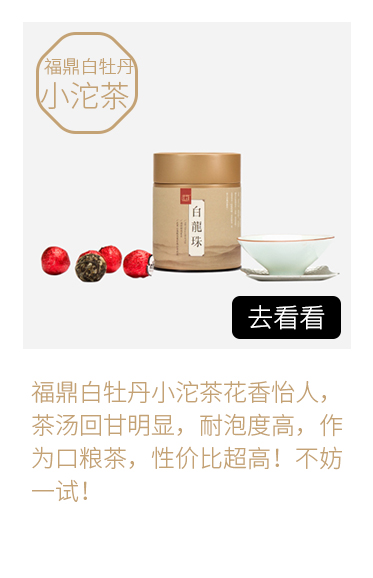 福鼎白牡丹
小沱茶
白龍珠
去看看
福鼎白牡丹小沱茶花香怡人，
茶汤回甘明显，耐泡度高，作
为口粮茶，性价比超高！不妨
一试！